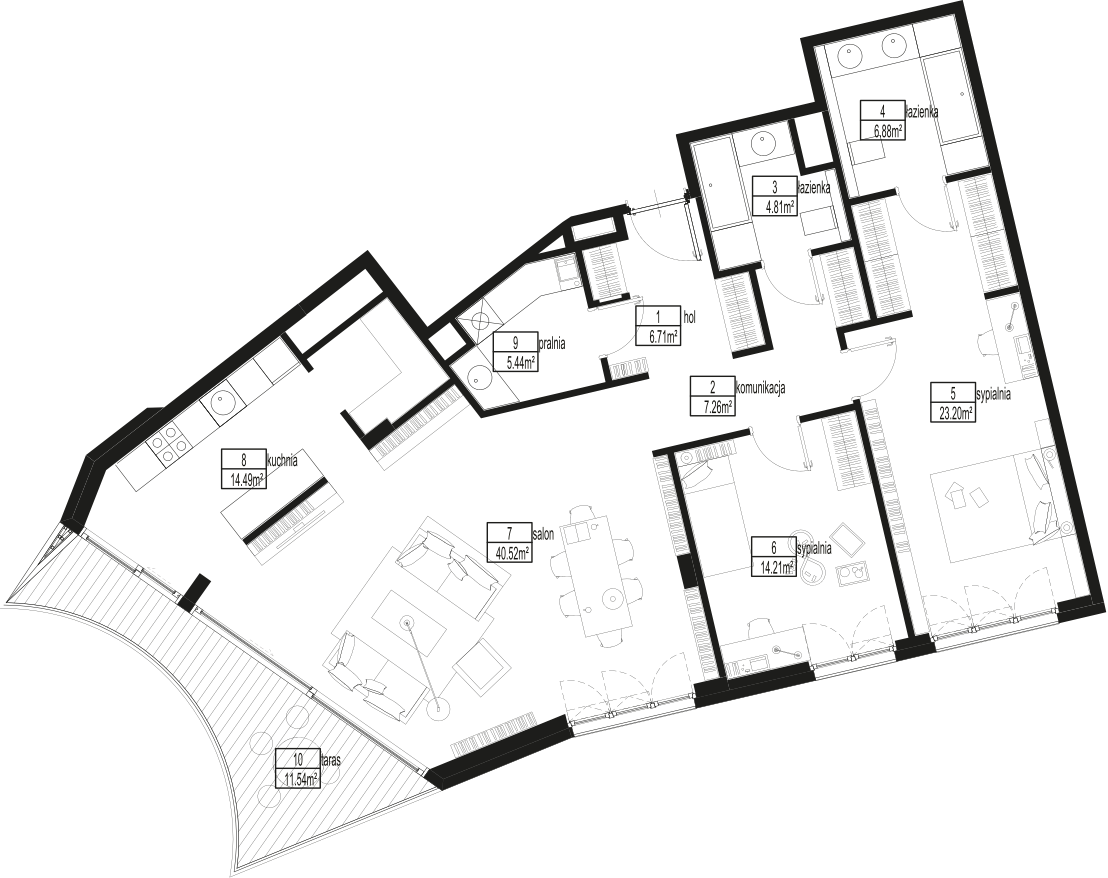 4 łazienka
6.88m²
3 łazienka
4.81m²
1 hol
6.71m²
9 pralnia
5.44m²
2 komunikacja
7.26m²
5 sypialnia
23.20m²
8 kuchnia
14.49m²
7 salon
40.52m²
6 sypialnia
14.21m²
10 taras
11.54m²